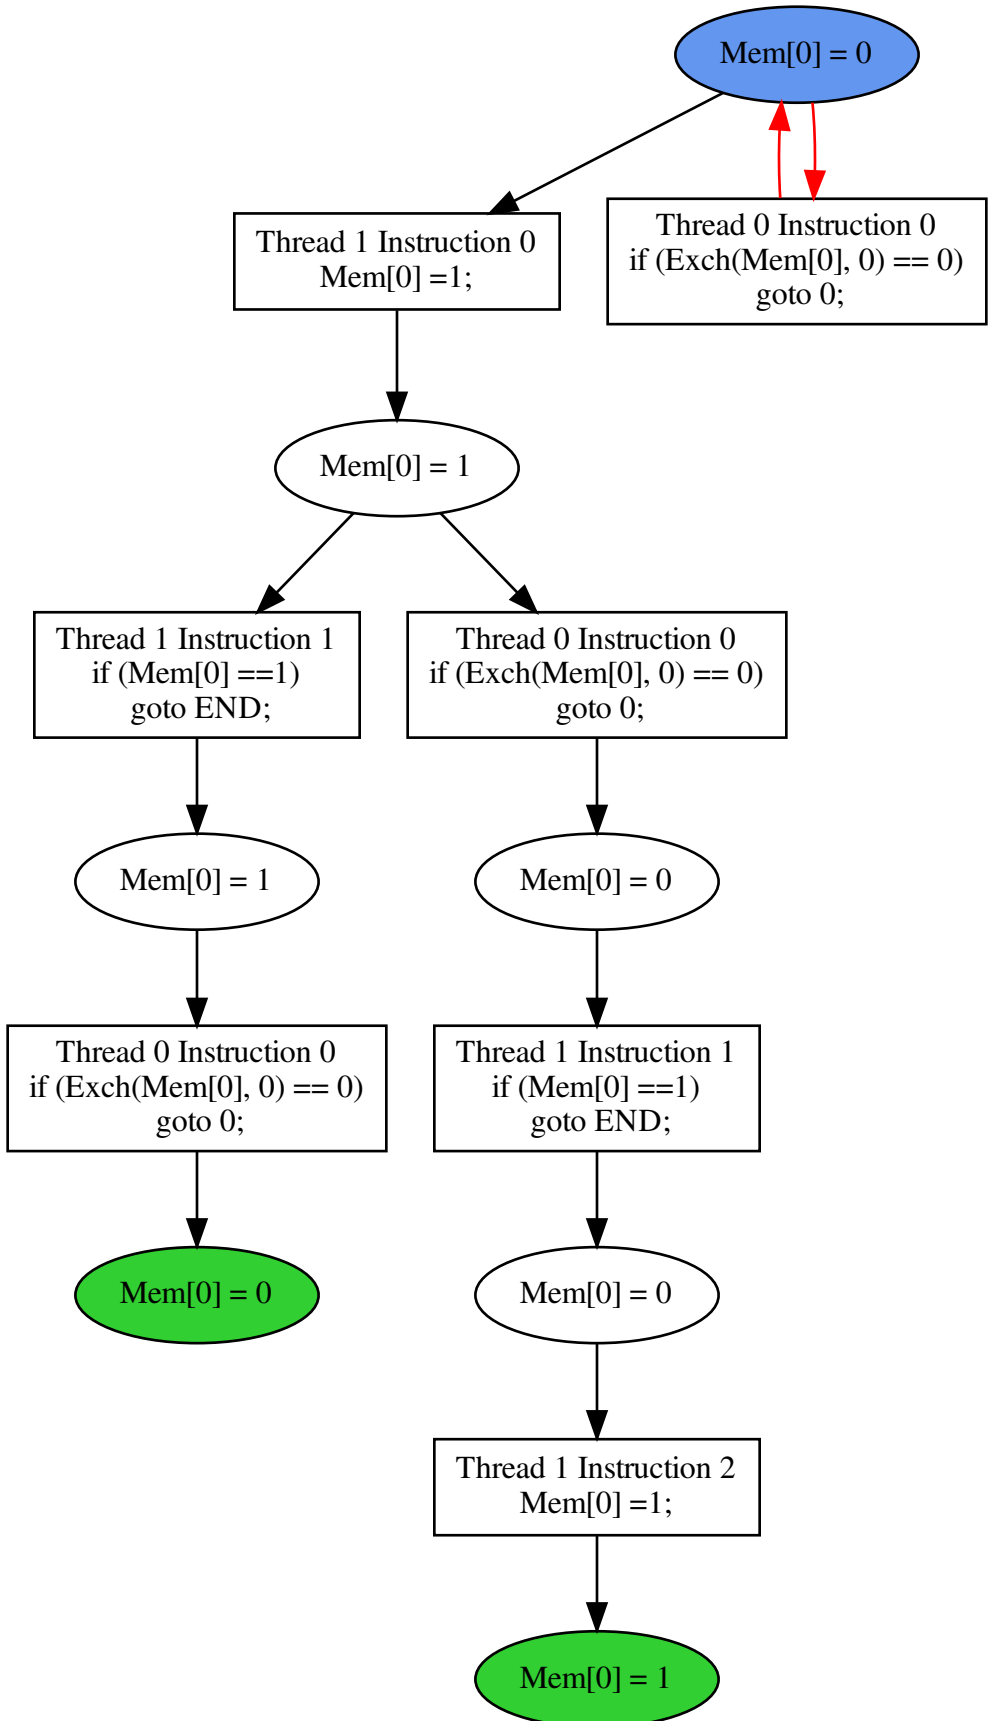 Mem[0] = 0
Thread 1 Instruction 0
Mem[0] =1;
Thread 0 Instruction 0
if (Exch(Mem[0], 0) == 0)
goto 0;
Mem[0] = 1
Thread 1 Instruction 1
if (Mem[0] ==1)
goto END;
Thread 0 Instruction 0
if (Exch(Mem[0], 0) == 0)
goto 0;
Mem[0] = 1
Mem[0] = 0
Thread 0 Instruction 0
if (Exch(Mem[0], 0) == 0)
goto 0;
Thread 1 Instruction 1
if (Mem[0] ==1)
goto END;
Mem[0] = 0
Mem[0] = 0
Thread 1 Instruction 2
Mem[0] =1;
Mem[0] = 1